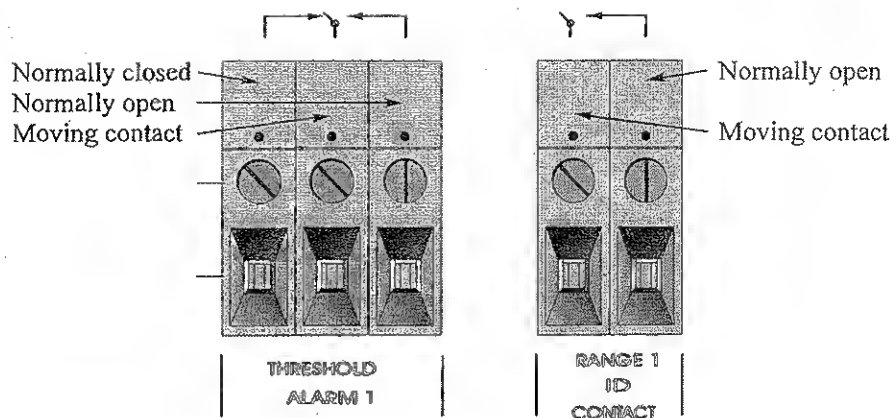 Normally closed
Normally open
Moving contact
Normally open
Moving contact
THRESHOLD
ALARM 1
RANGE 1
ID
CONTACT